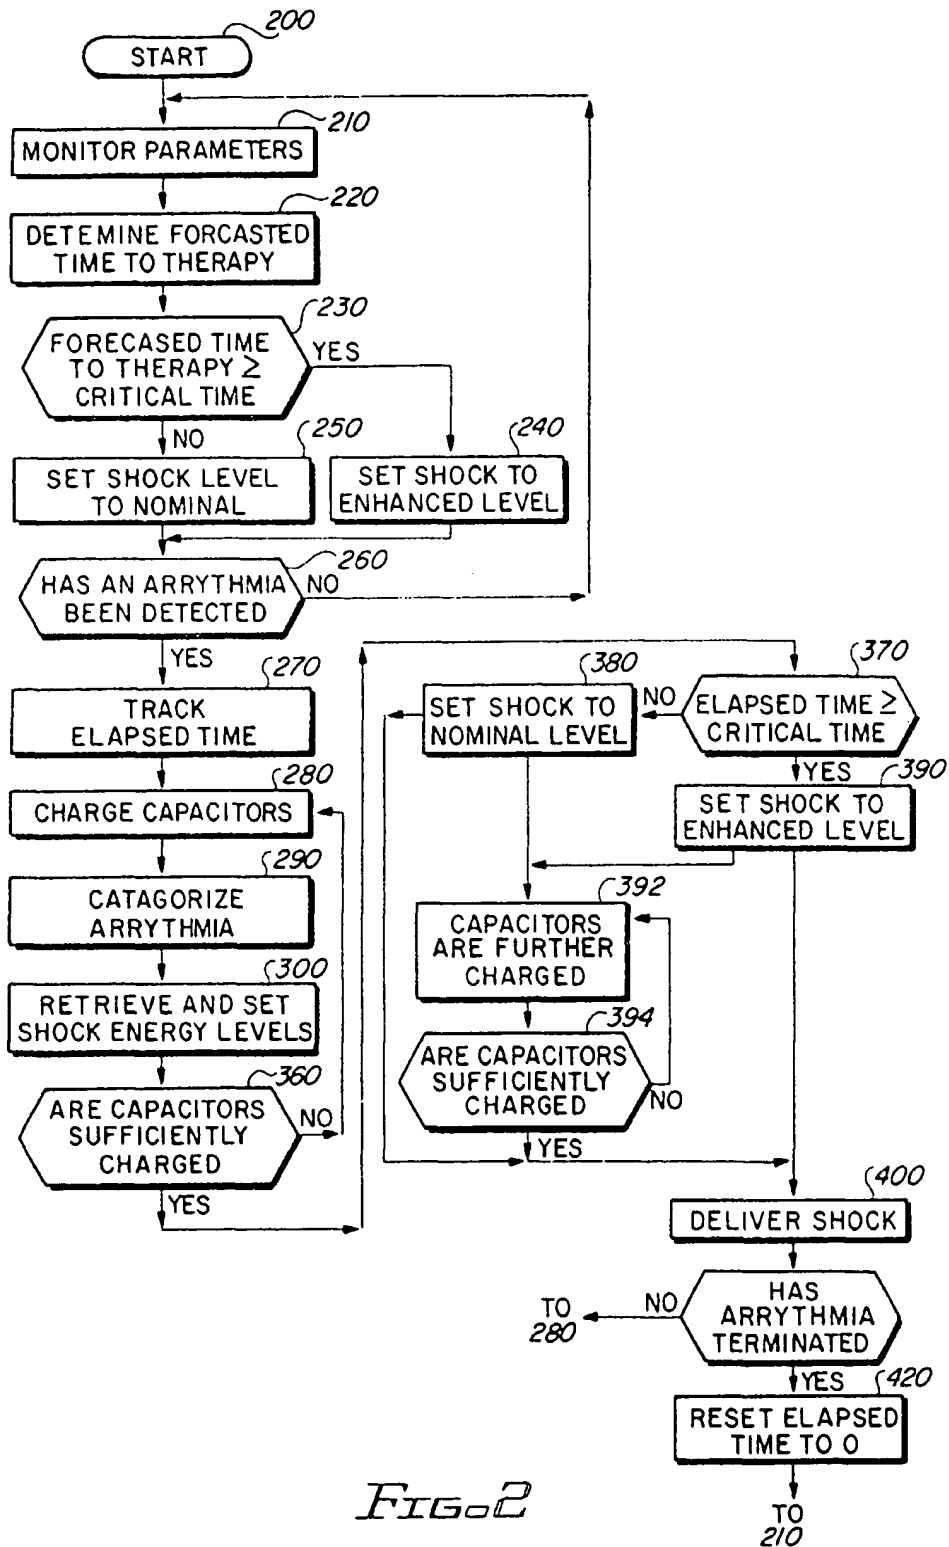 200
START
210
MONITOR PARAMETERS
220
DETEMINE FORCASTED
TIME TO THERAPY
230
FORECASED TIME
TO THERAPY ≥
CRITICAL TIME
YES
NO
250
SET SHOCK LEVEL
TO NOMINAL
240
SET SHOCK TO
ENHANCED LEVEL
260
HAS AN ARRYTHMIA
BEEN DETECTED
NO
YES
270
TRACK
ELAPSED TIME
280
CHARGE CAPACITORS
290
CATAGORIZE
ARRYTHMIA
300
RETRIEVE AND SET
SHOCK ENERGY LEVELS
360
ARE CAPACITORS
SUFFICIENTLY
CHARGED
NO
YES
370
ELAPSED TIME ≥
CRITICAL TIME
NO
YES
380
SET SHOCK TO
NOMINAL LEVEL
390
SET SHOCK TO
ENHANCED LEVEL
392
CAPACITORS
ARE FURTHER
CHARGED
394
ARE CAPACITORS
SUFFICIENTLY
CHARGED
NO
YES
400
DELIVER SHOCK
HAS
ARRYTHMIA
TERMINATED
NO
TO
280
YES
420
RESET ELAPSED
TIME TO 0
TO
210
FIG. 2